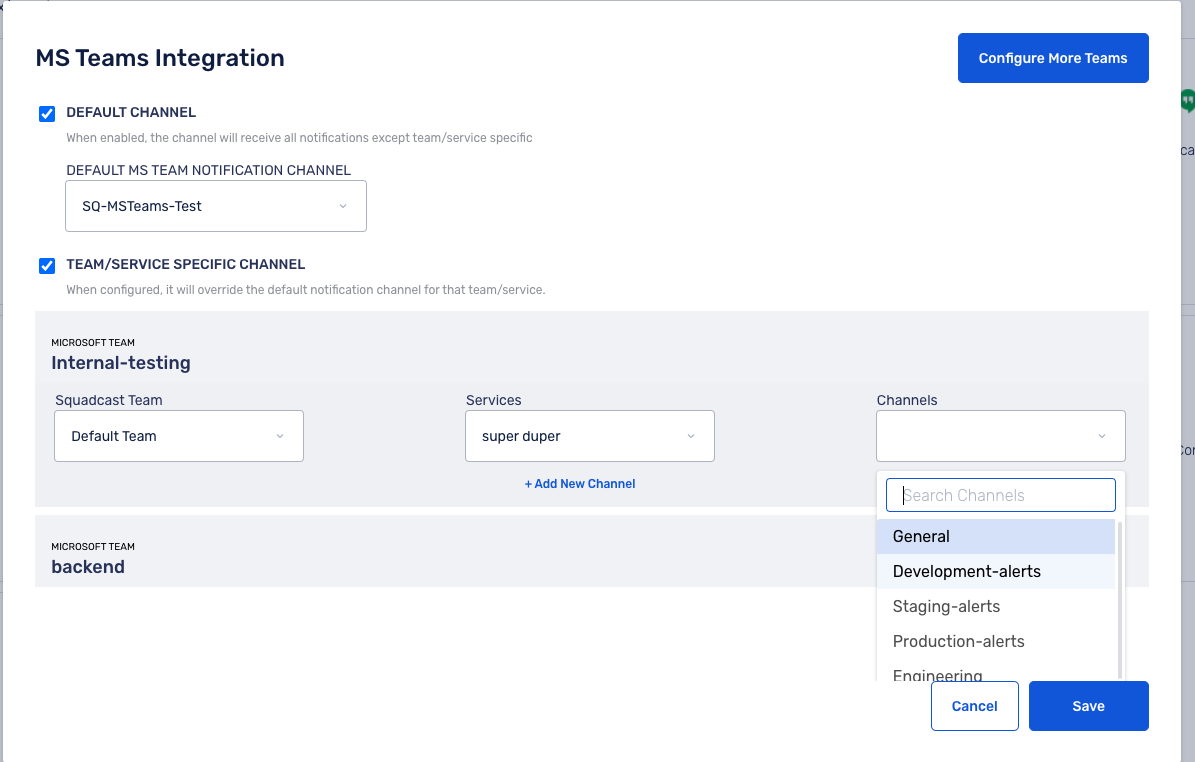 MS Teams Integration
Configure More Teams
DEFAULT CHANNEL
When enabled, the channel will receive all notifications except team/service specific
DEFAULT MS TEAM NOTIFICATION CHANNEL
SQ-MSTeams-Test
TEAM/SERVICE SPECIFIC CHANNEL
When configured, it will override the default notification channel for that team/service.
MICROSOFT TEAM
Internal-testing
Squadcast Team
Services
Channels
Default Team
super duper
+ Add New Channel
Search Channels
General
Development-alerts
Staging-alerts
Production-alerts
Engineering
MICROSOFT TEAM
backend
Cancel
Save